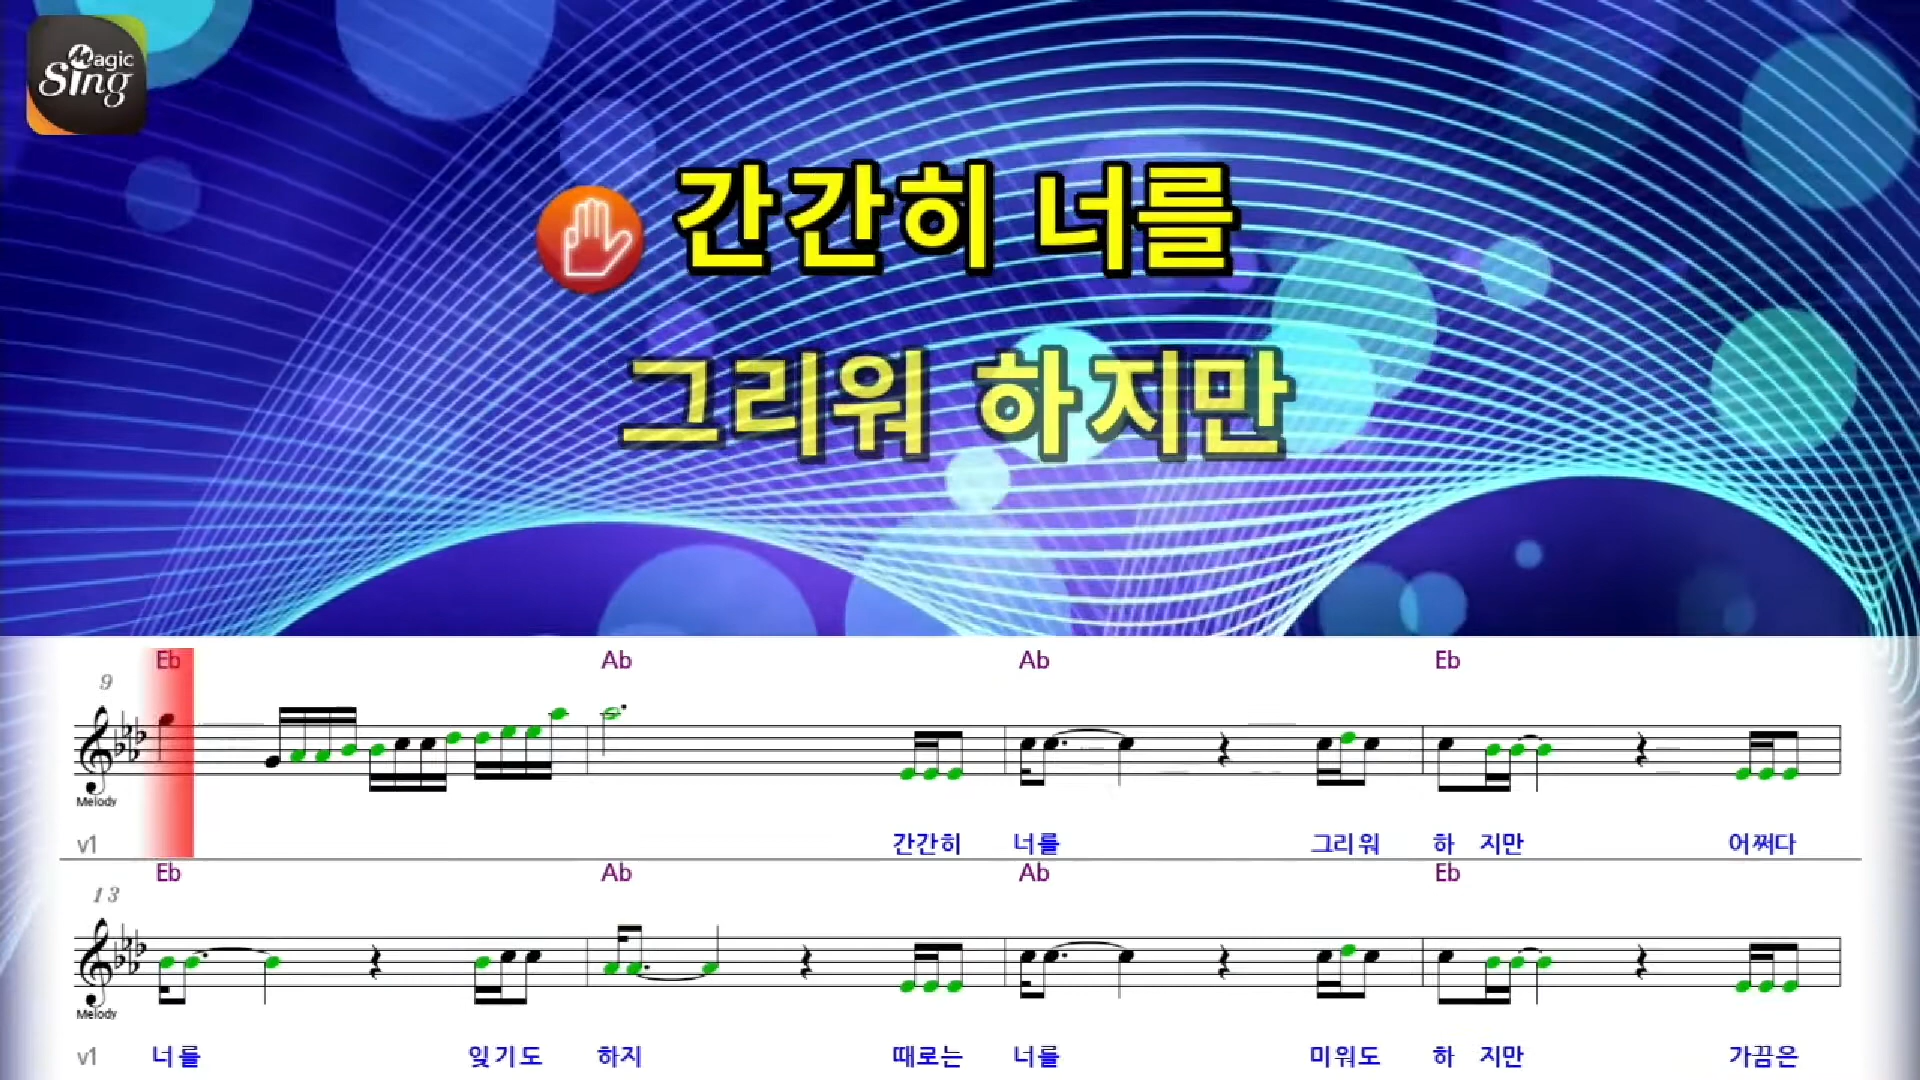 Magic
Sing
간간히 너를
그리워 하지만
Eb Ab Ab Eb
9
Melody
v1 간간히 너를 그리워 하 지만 어쩌다
Eb Ab Ab Eb
13
Melody
v1 너를 잊기도 하지 때로는 너를 미워도 하 지만 가끔은